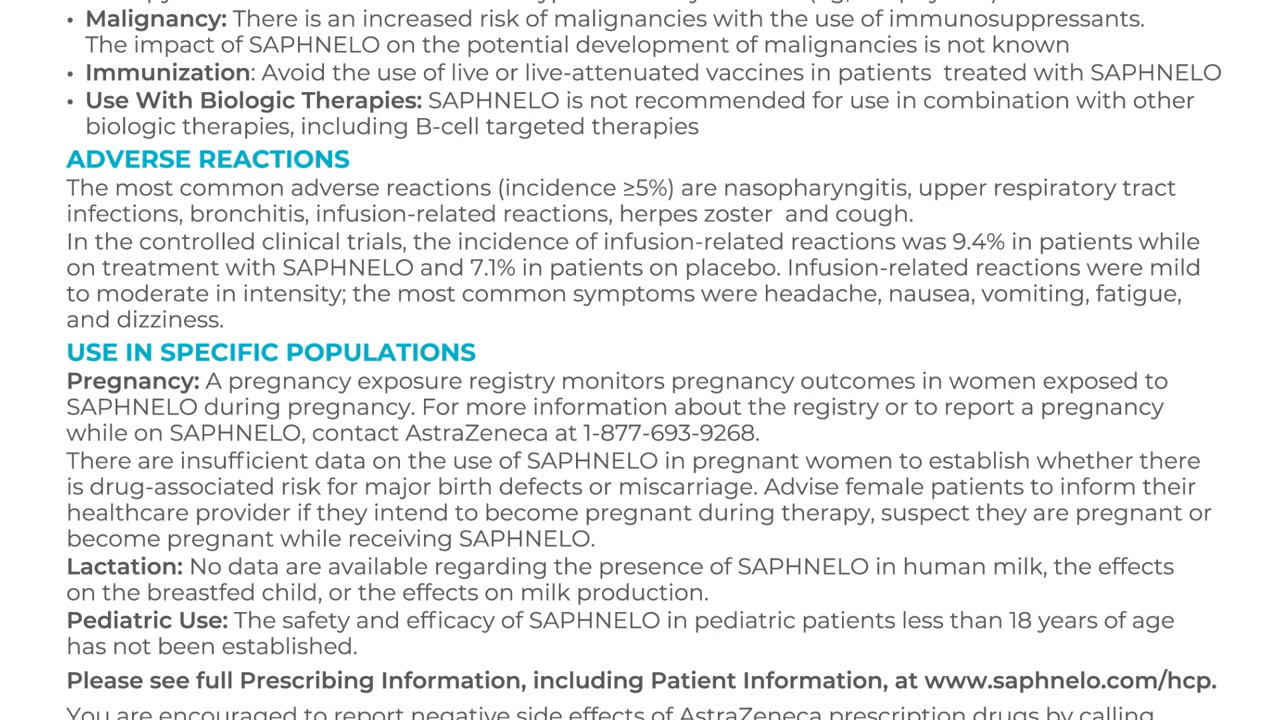 • Malignancy: There is an increased risk of malignancies with the use of immunosuppressants.
The impact of SAPHNELO on the potential development of malignancies is not known
• Immunization: Avoid the use of live or live-attenuated vaccines in patients  treated with SAPHNELO
• Use With Biologic Therapies: SAPHNELO is not recommended for use in combination with other
biologic therapies, including B-cell targeted therapies
ADVERSE REACTIONS
The most common adverse reactions (incidence ≥5%) are nasopharyngitis, upper respiratory tract
infections, bronchitis, infusion-related reactions, herpes zoster  and cough.
In the controlled clinical trials, the incidence of infusion-related reactions was 9.4% in patients while
on treatment with SAPHNELO and 7.1% in patients on placebo. Infusion-related reactions were mild
to moderate in intensity; the most common symptoms were headache, nausea, vomiting, fatigue,
and dizziness.
USE IN SPECIFIC POPULATIONS
Pregnancy: A pregnancy exposure registry monitors pregnancy outcomes in women exposed to
SAPHNELO during pregnancy. For more information about the registry or to report a pregnancy
while on SAPHNELO, contact AstraZeneca at 1-877-693-9268.
There are insufficient data on the use of SAPHNELO in pregnant women to establish whether there
is drug-associated risk for major birth defects or miscarriage. Advise female patients to inform their
healthcare provider if they intend to become pregnant during therapy, suspect they are pregnant or
become pregnant while receiving SAPHNELO.
Lactation: No data are available regarding the presence of SAPHNELO in human milk, the effects
on the breastfed child, or the effects on milk production.
Pediatric Use: The safety and efficacy of SAPHNELO in pediatric patients less than 18 years of age
has not been established.
Please see full Prescribing Information, including Patient Information, at www.saphnelo.com/hcp.
You are encouraged to report negative side effects of AstraZeneca prescription drugs by calling